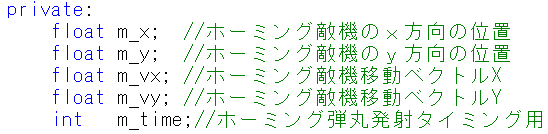 private:
    float m_x;  //ホーミング敵機のｘ方向の位置
    float m_y;  //ホーミング敵機のｙ方向の位置
    float m_vx; //ホーミング敵機移動ベクトルX
    float m_vy; //ホーミング敵機移動ベクトルY
    int   m_time;//ホーミング弾丸発射タイミング用